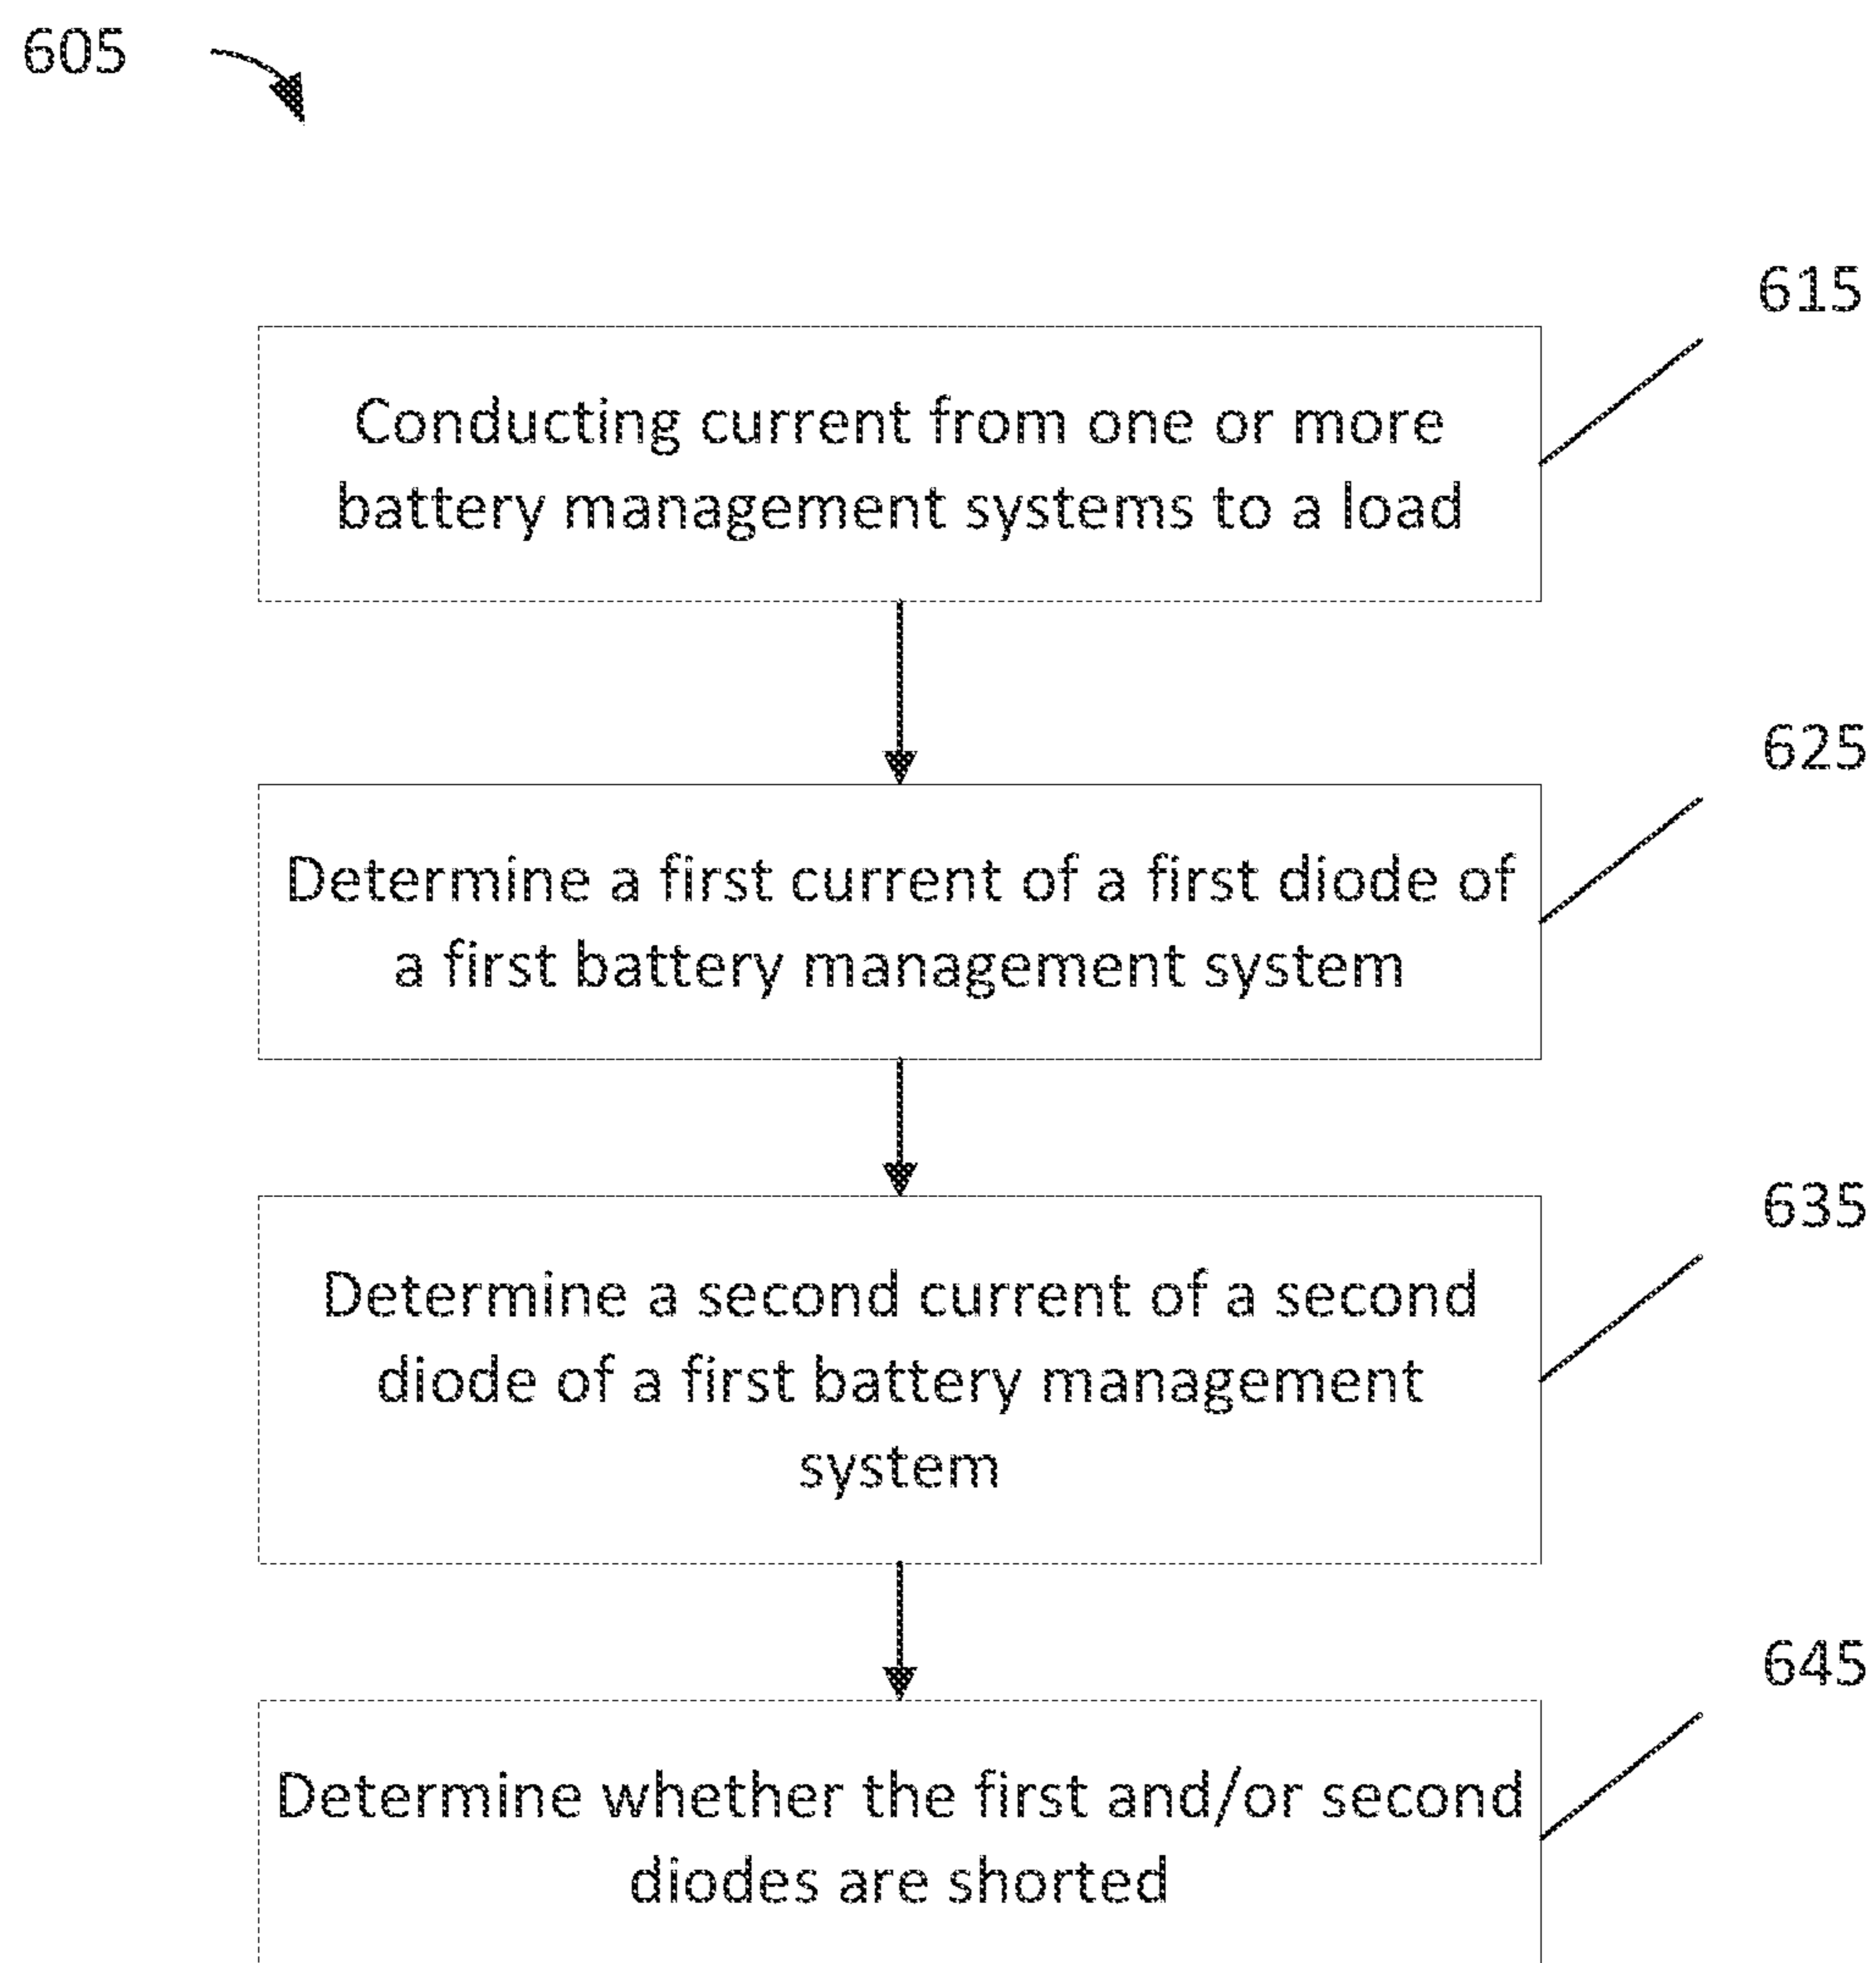 605
615
Conducting current from one or more
battery management systems to a load
625
Determine a first current of a first diode of
a first battery management system
635
Determine a second current of a second
diode of a first battery management
system
645
Determine whether the first and/or second
diodes are shorted